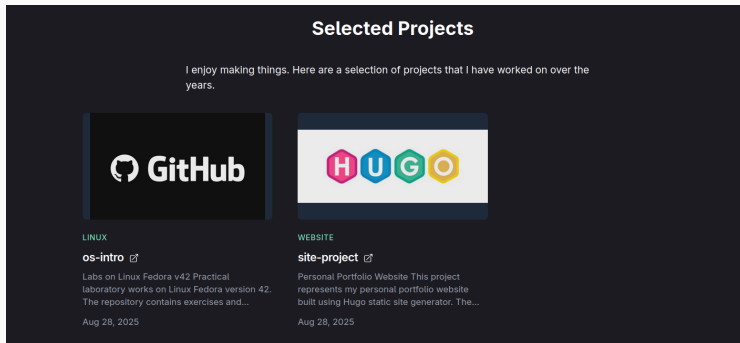 Selected Projects
I enjoy making things. Here are a selection of projects that I have worked on over the
years.
GitHub
HUGO
LINUX
os-intro
Labs on Linux Fedora v42 Practical
laboratory works on Linux Fedora version 42.
The repository contains exercises and...
Aug 28, 2025
WEBSITE
site-project
Personal Portfolio Website This project
represents my personal portfolio website
built using Hugo static site generator. The...
Aug 28, 2025